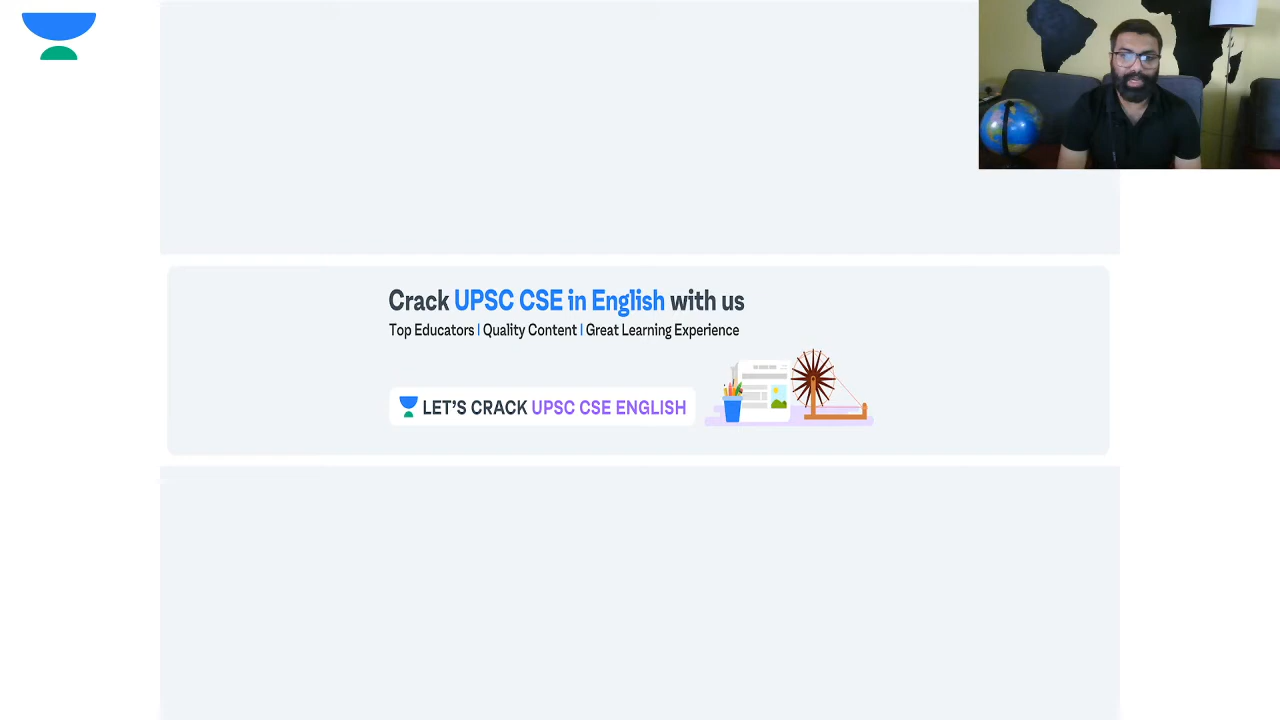 Crack UPSC CSE in English with us
Top Educators | Quality Content | Great Learning Experience
LET'S CRACK UPSC CSE ENGLISH